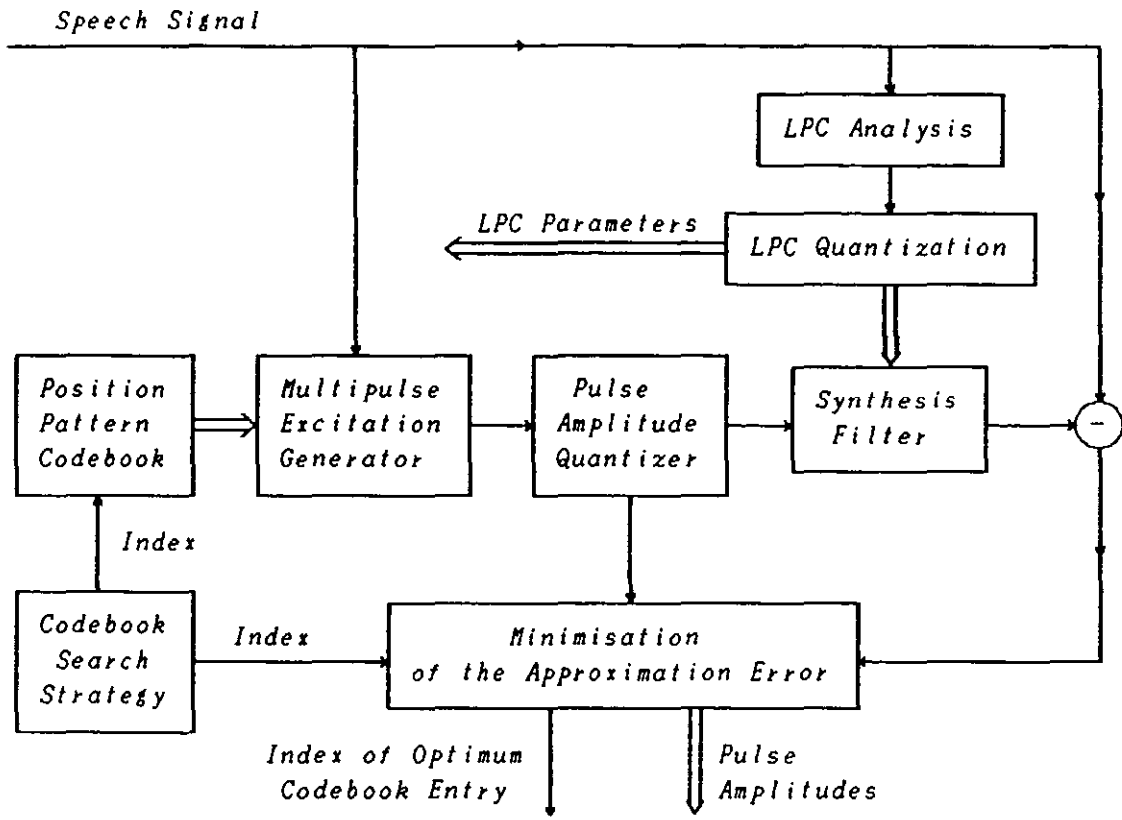 Speech Signal
LPC Analysis
LPC Parameters
LPC Quantization
Position
Pattern
Codebook
Multipulse
Excitation
Generator
Pulse
Amplitude
Quantizer
Synthesis
Filter
-
Index
Codebook
Search
Strategy
Index
Minimisation
of the Approximation Error
Index of Optimum
Codebook Entry
Pulse
Amplitudes